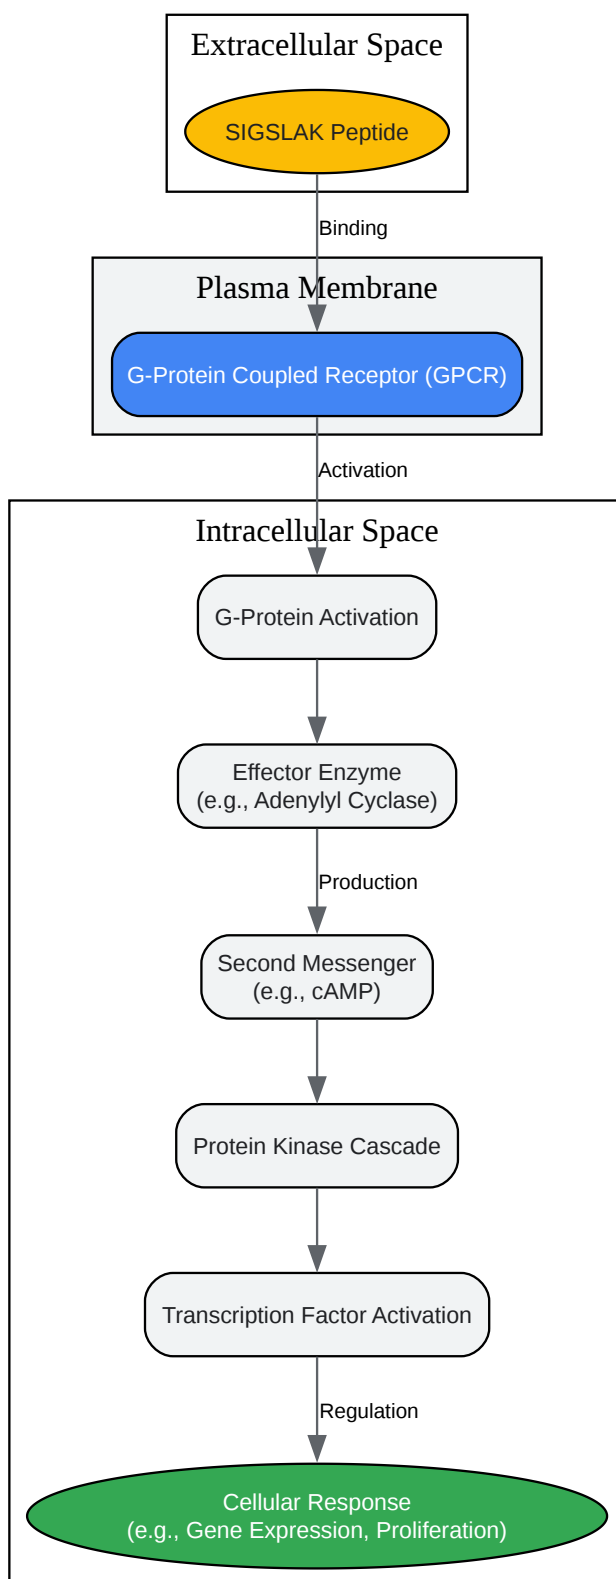 Extracellular Space
SIGSLAK Peptide
Binding
Plasma Membrane
G-Protein Coupled Receptor (GPCR)
Activation
Intracellular Space
G-Protein Activation
Effector Enzyme
(e.g., Adenylyl Cyclase)
Production
Second Messenger
(e.g., cAMP)
Protein Kinase Cascade
Transcription Factor Activation
Regulation
Cellular Response
(e.g., Gene Expression, Proliferation)